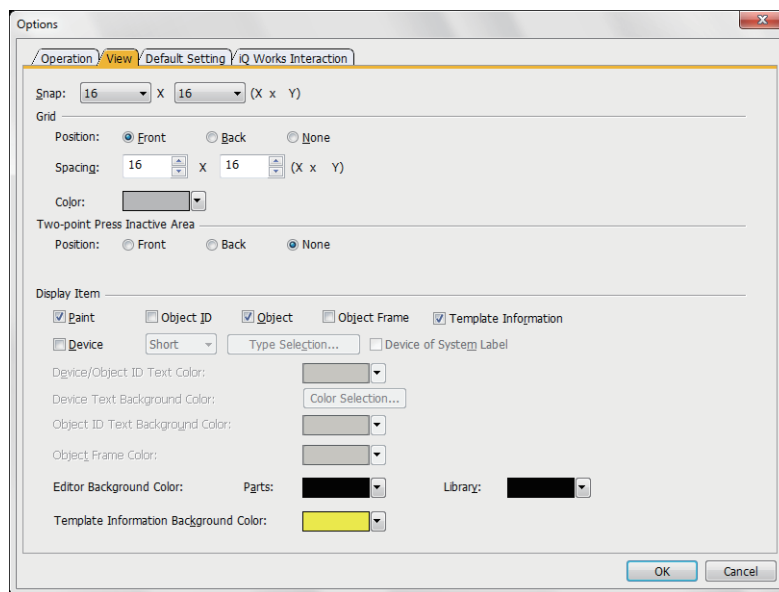 Options
Operation View Default Setting iQ Works Interaction
Snap: 16 X 16 (X x Y)
Grid
Position: Front Back None
Spacing: 16 X 16 (X x Y)
Color:
Two-point Press Inactive Area
Position: Front Back None
Display Item
Paint Object ID Object Object Frame Template Information
Device Short Type Selection... Device of System Label
Device/Object ID Text Color:
Device Text Background Color: Color Selection...
Object ID Text Background Color:
Object Frame Color:
Editor Background Color: Parts: Library:
Template Information Background Color:
OK Cancel